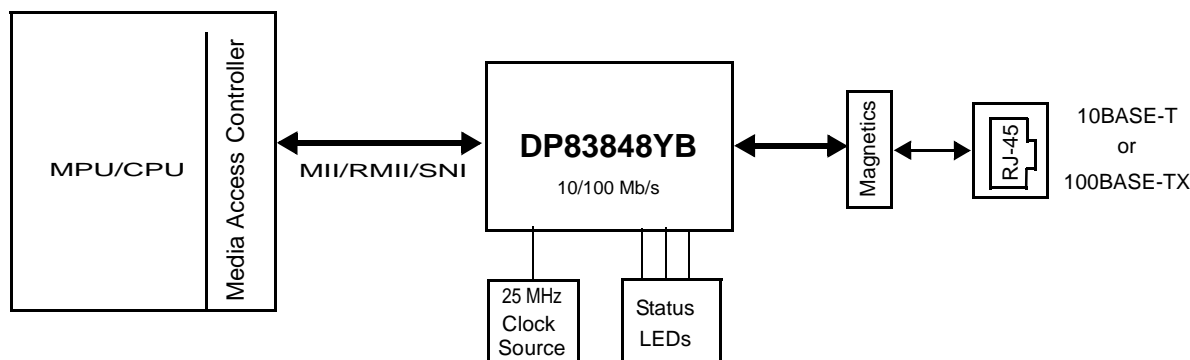 MPU/CPU
Media Access Controller
MII/RMII/SNI
DP83848YB
10/100 Mb/s
25 MHz
Clock
Source
Status
LEDs
Magnetics
RJ-45
10BASE-T
or
100BASE-TX